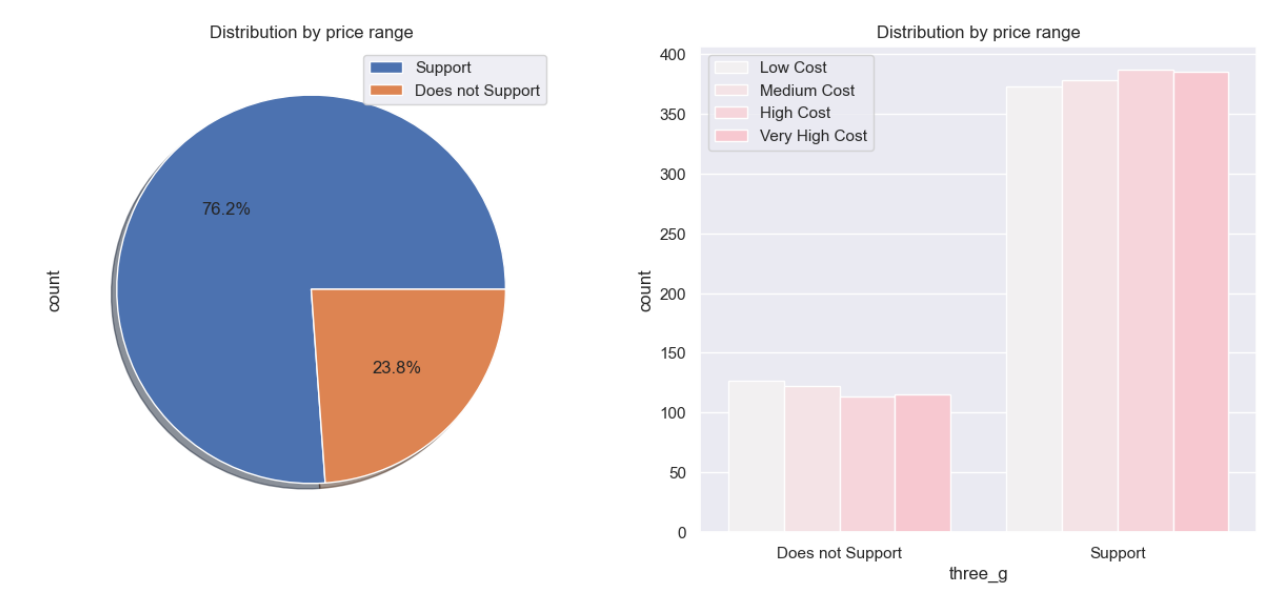 Distribution by price range
Support
Does not Support
76.2%
23.8%
count
Distribution by price range
Low Cost
Medium Cost
High Cost
Very High Cost
400
350
300
250
200
150
100
50
0
count
Does not Support
Support
three_g